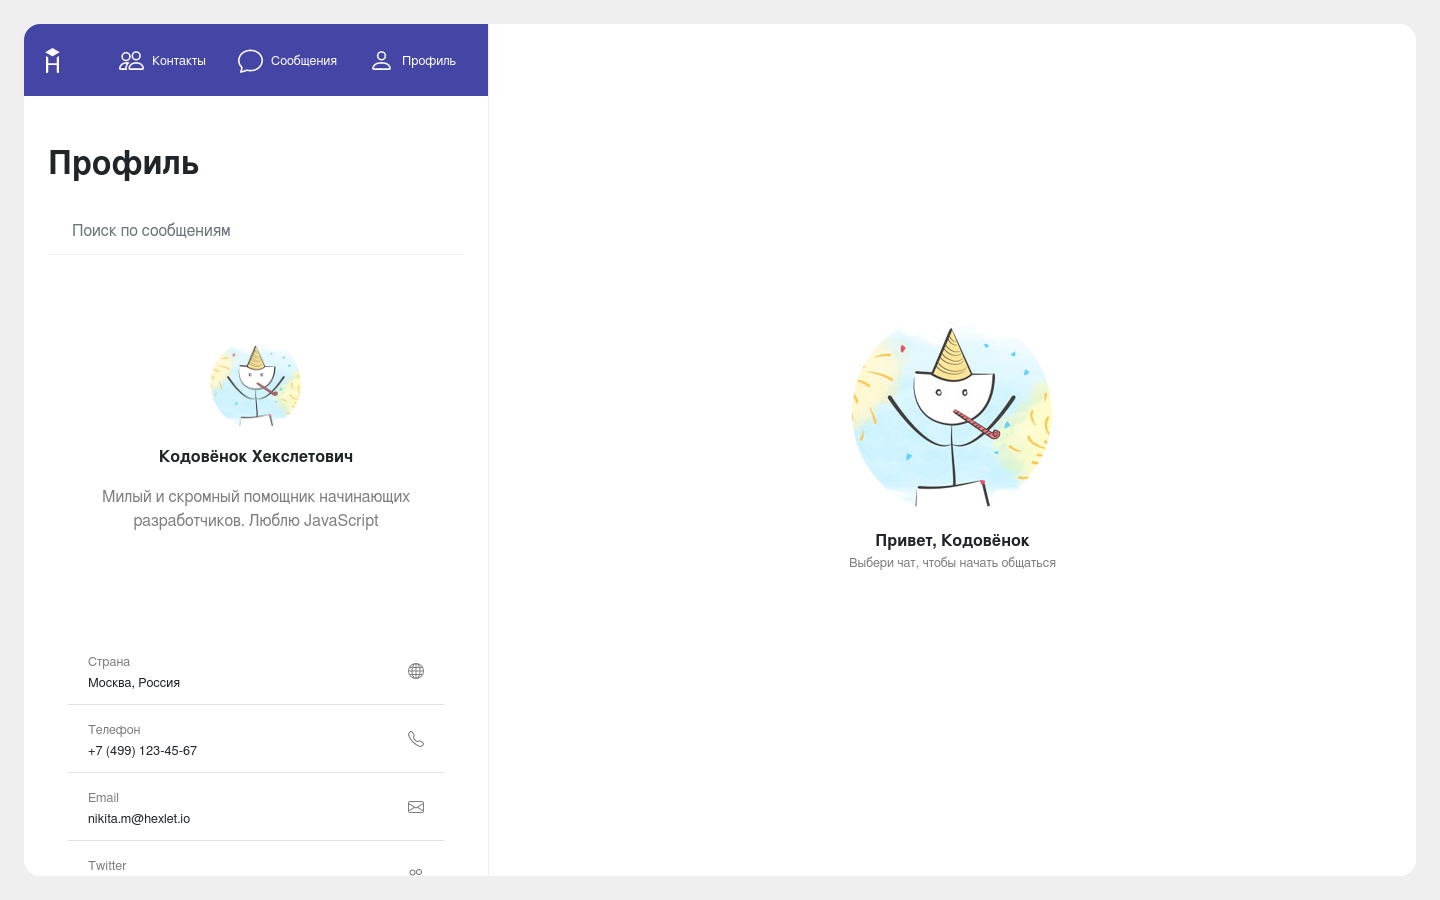 Контакты
Сообщения
Профиль
Профиль
Поиск по сообщениям
Кодовёнок Хекслетович
Милый и скромный помощник начинающих
разработчиков. Люблю JavaScript
Страна
Москва, Россия
Телефон
+7 (499) 123-45-67
Email
nikita.m@hexlet.io
Twitter
Привет, Кодовёнок
Выбери чат, чтобы начать общаться